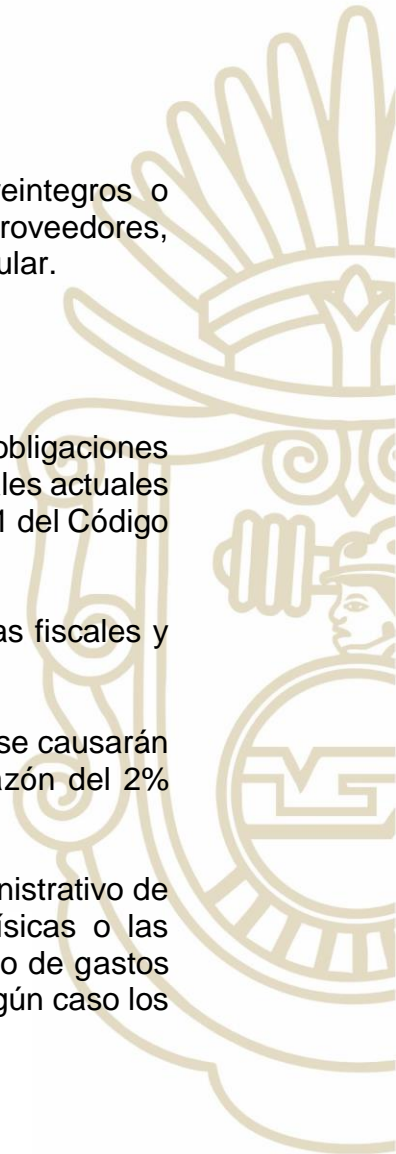 reintegros o
proveedores,
ular.
obligaciones
les actuales
1 del Código
as fiscales y
se causarán
azón del 2%
nistrativo de
ísicas o las
o de gastos
gún caso los